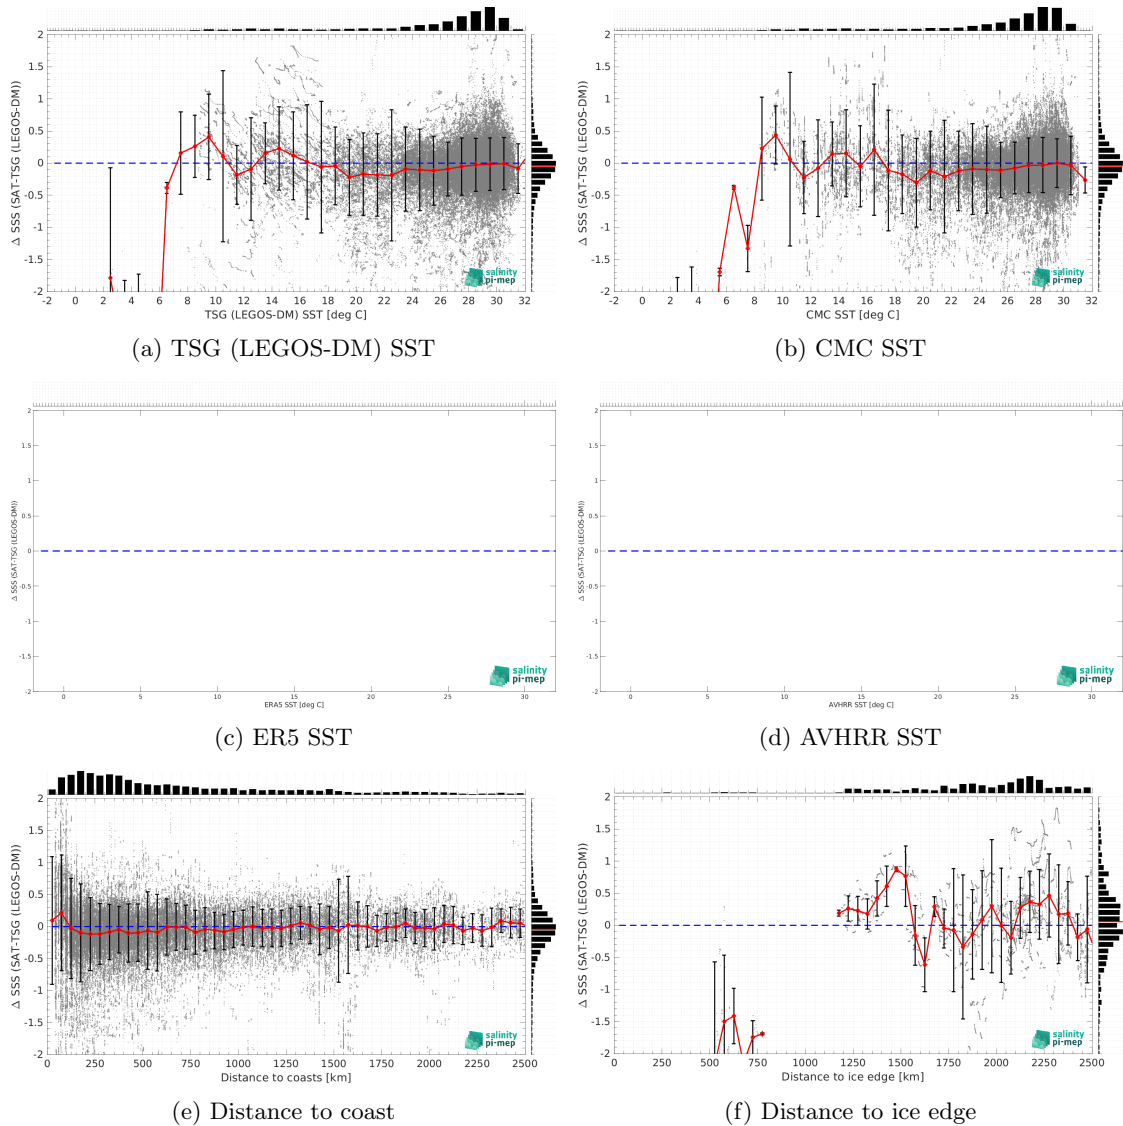 2
1.5
1
0.5
0
-0.5
-1
-1.5
-2
Δ SSS (SAT-TSG (LEGOS-DM))
-2 0 2 4 6 8 10 12 14 16 18 20 22 24 26 28 30 32
TSG (LEGOS-DM) SST [deg C]
salinity
pi-mep
(a) TSG (LEGOS-DM) SST
2
1.5
1
0.5
0
-0.5
-1
-1.5
-2
Δ SSS (SAT-TSG (LEGOS-DM))
-2 0 2 4 6 8 10 12 14 16 18 20 22 24 26 28 30 32
CMC SST [deg C]
salinity
pi-mep
(b) CMC SST
2
1.5
1
0.5
0
-0.5
-1
-1.5
-2
Δ SSS (SAT-TSG (LEGOS-DM))
0 5 10 15 20 25 30
ERA5 SST [deg C]
salinity
pi-mep
(c) ER5 SST
2
1.5
1
0.5
0
-0.5
-1
-1.5
-2
Δ SSS (SAT-TSG (LEGOS-DM))
0 5 10 15 20 25 30
AVHRR SST [deg C]
salinity
pi-mep
(d) AVHRR SST
2
1.5
1
0.5
0
-0.5
-1
-1.5
-2
Δ SSS (SAT-TSG (LEGOS-DM))
0 250 500 750 1000 1250 1500 1750 2000 2250 2500
Distance to coasts [km]
salinity
pi-mep
(e) Distance to coast
2
1.5
1
0.5
0
-0.5
-1
-1.5
-2
Δ SSS (SAT-TSG (LEGOS-DM))
0 250 500 750 1000 1250 1500 1750 2000 2250 2500
Distance to ice edge [km]
salinity
pi-mep
(f) Distance to ice edge